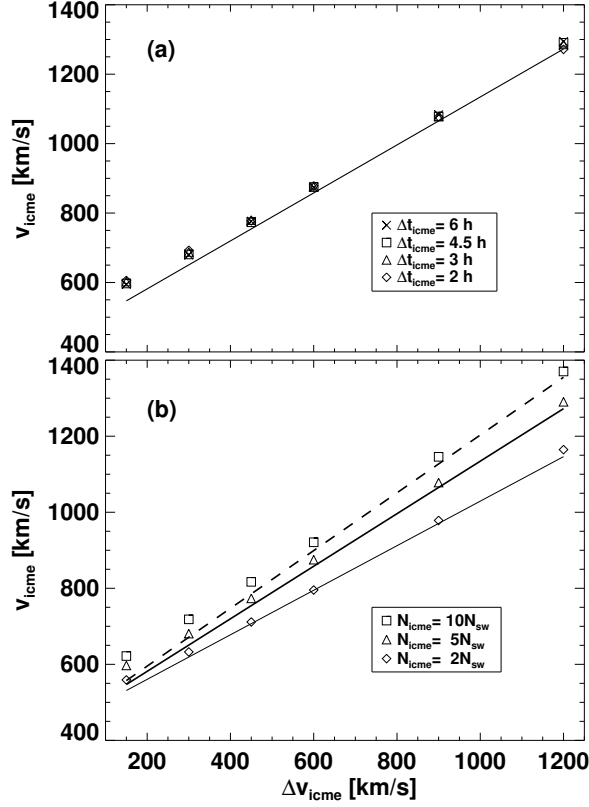 1400
(a)
1200
1000
v_icme [km/s]
800
× Δt_icme= 6 h
□ Δt_icme= 4.5 h
△ Δt_icme= 3 h
◇ Δt_icme= 2 h
600
400
1400
(b)
1200
1000
v_icme [km/s]
800
□ N_icme= 10N_sw
△ N_icme= 5N_sw
◇ N_icme= 2N_sw
600
400
200 400 600 800 1000 1200
Δv_icme [km/s]